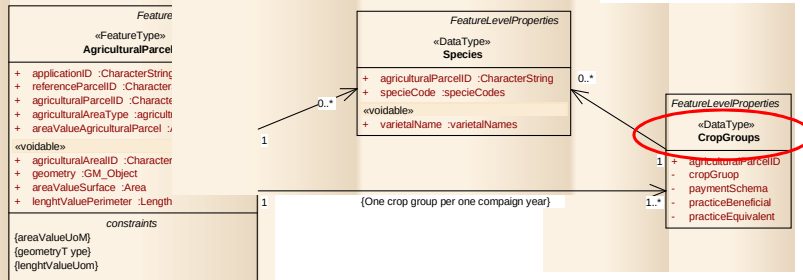 Feature
«FeatureType»
AgriculturalParcel
+ applicationID :CharacterString
+ referenceParcelID :Character
+ agriculturalParcelID :Characte
+ agriculturalAreaType :agricult
+ areaValueAgriculturalParcel :
«voidable»
+ agriculturalAreaIID :Character
+ geometry :GM_Object
+ areaValueSurface :Area
+ lenghtValuePerimeter :Length
constraints
{areaValueUoM}
{geometryT ype}
{lenghtValueUom}
FeatureLevelProperties
«DataType»
Species
+ agriculturalParcelID :CharacterString
+ specieCode :specieCodes
«voidable»
+ varietalName :varietalNames
0..*
1
0..*
1
1
{One crop group per one compaign year}
1..*
FeatureLevelProperties
«DataType»
CropGroups
+ agriculturalParcelID
- cropGruop
- paymentSchema
- practiceBeneficial
- practiceEquivalent